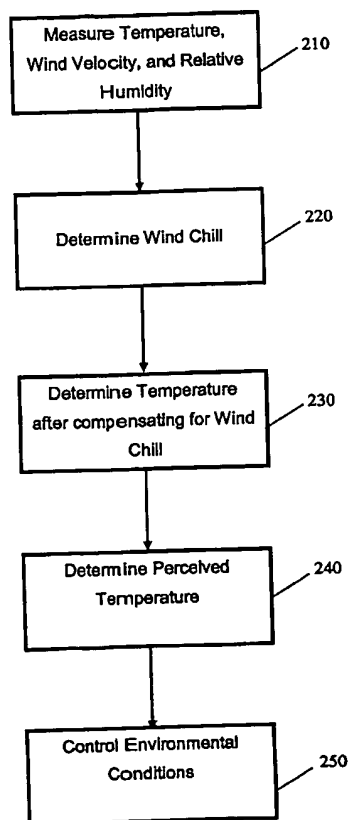 Measure Temperature,
Wind Velocity, and Relative
Humidity
210
Determine Wind Chill
220
Determine Temperature
after compensating for Wind
Chill
230
Determine Perceived
Temperature
240
Control Environmental
Conditions
250